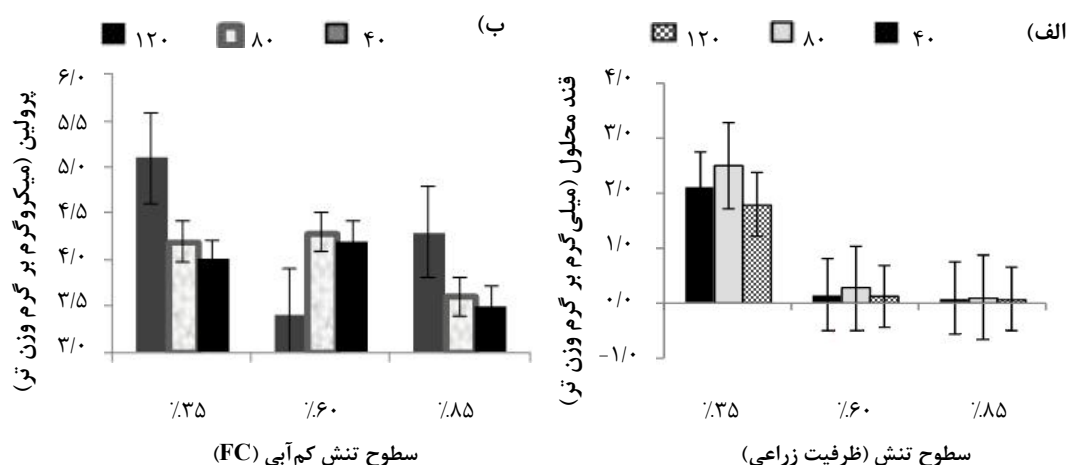 الف)
۴۰ ۸۰ ۱۲۰
قند محلول (میلی‌گرم بر گرم وزن تر)
۴/۰
۳/۰
۲/۰
۱/۰
۰/۰
−۱/۰
٪۳۵ ٪۶۰ ٪۸۵
سطوح تنش (ظرفیت زراعی)
ب)
۴۰ ۸۰ ۱۲۰
پرولین (میکروگرم بر گرم وزن تر)
۶/۰
۵/۵
۵/۰
۴/۵
۴/۰
۳/۵
۳/۰
٪۳۵ ٪۶۰ ٪۸۵
سطوح تنش کم‌آبی (FC)